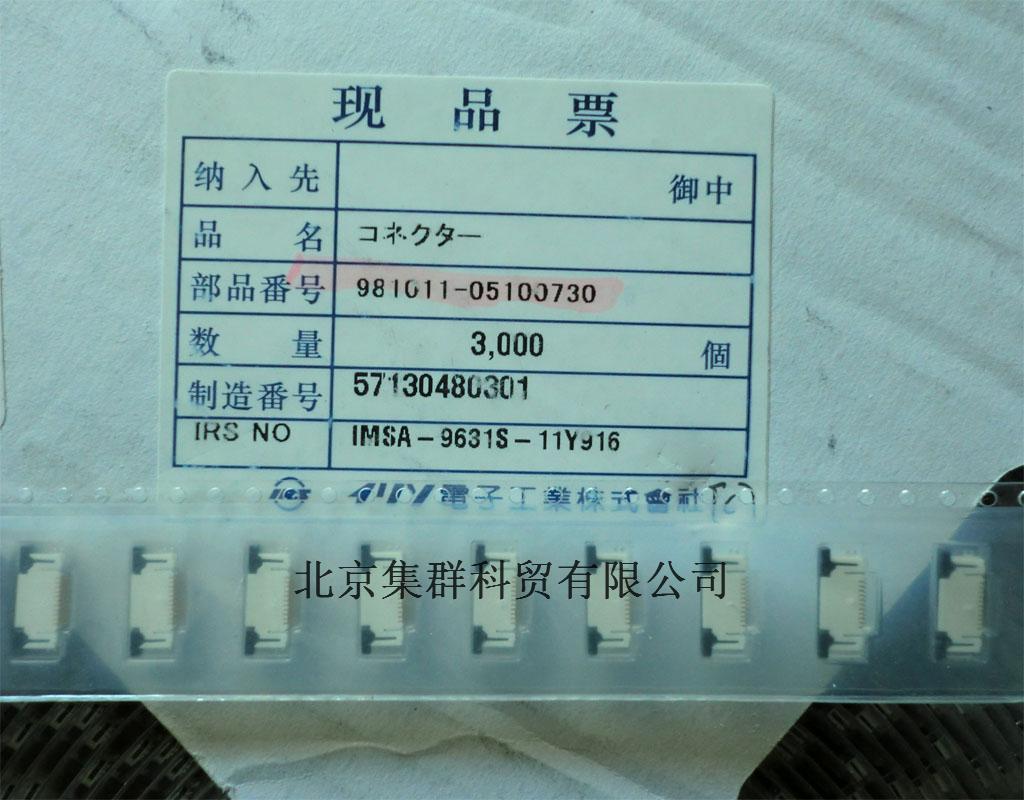 现品票
纳入先 御中
品名 コネクター
部品番号 981011-05100730
数量 3,000 個
制造番号 57130480301
IRS NO IMSA-9631S-11Y916
電子工業株式會社
北京集群科贸有限公司